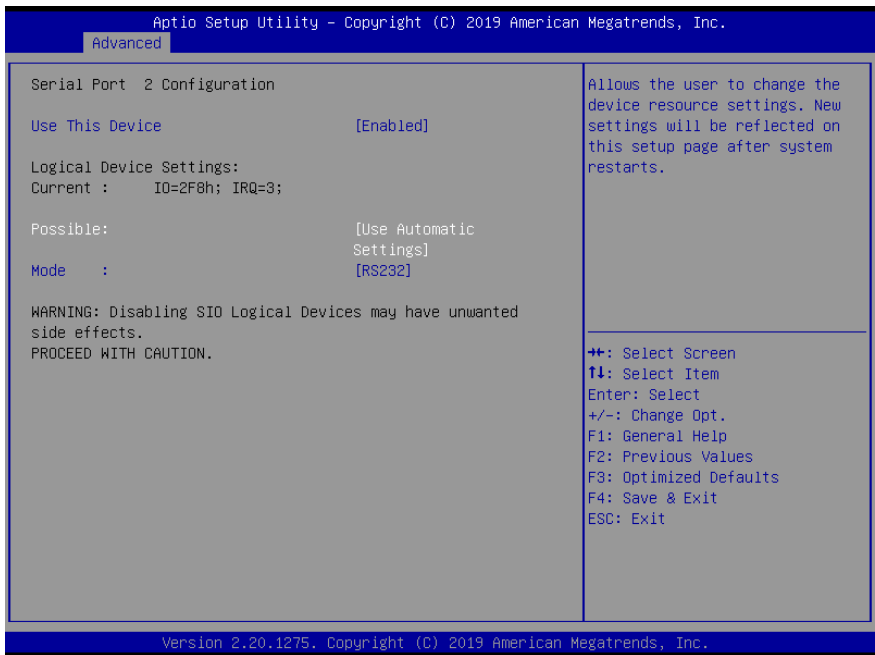 Aptio Setup Utility – Copyright (C) 2019 American Megatrends, Inc.
Advanced
Serial Port  2 Configuration
Use This Device [Enabled]
Logical Device Settings:
Current : IO=2F8h; IRQ=3;
Possible: [Use Automatic
Settings]
Mode : [RS232]
WARNING: Disabling SIO Logical Devices may have unwanted
side effects.
PROCEED WITH CAUTION.
Allows the user to change the
device resource settings. New
settings will be reflected on
this setup page after system
restarts.
→←: Select Screen
↑↓: Select Item
Enter: Select
+/-: Change Opt.
F1: General Help
F2: Previous Values
F3: Optimized Defaults
F4: Save & Exit
ESC: Exit
Version 2.20.1275. Copyright (C) 2019 American Megatrends, Inc.